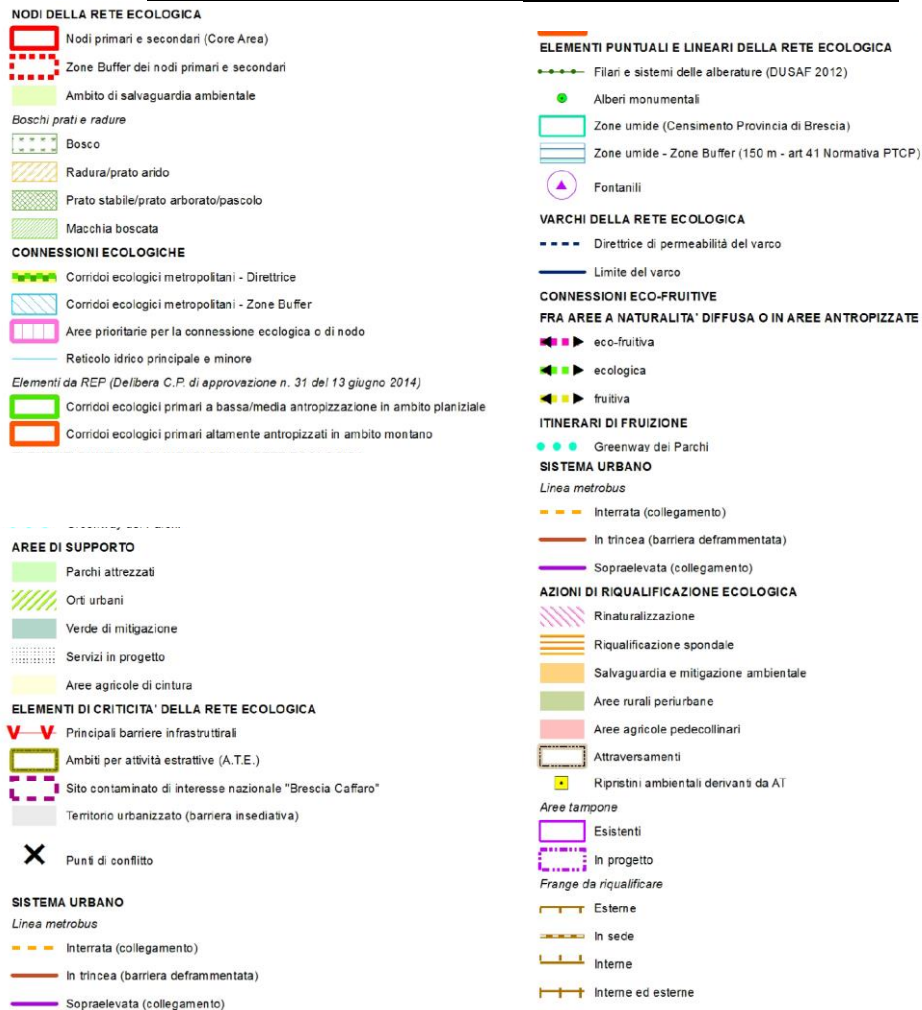 NODI DELLA RETE ECOLOGICA
Nodi primari e secondari (Core Area)
Zone Buffer dei nodi primari e secondari
Ambito di salvaguardia ambientale
Boschi prati e radure
Bosco
Radura/prato arido
Prato stabile/prato arborato/pascolo
Macchia boscata
CONNESSIONI ECOLOGICHE
Corridoi ecologici metropolitani - Direttrice
Corridoi ecologici metropolitani - Zone Buffer
Aree prioritarie per la connessione ecologica o di nodo
Reticolo idrico principale e minore
Elementi da REP (Delibera C.P. di approvazione n. 31 del 13 giugno 2014)
Corridoi ecologici primari a bassa/media antropizzazione in ambito planiziale
Corridoi ecologici primari altamente antropizzati in ambito montano
AREE DI SUPPORTO
Parchi attrezzati
Orti urbani
Verde di mitigazione
Servizi in progetto
Aree agricole di cintura
ELEMENTI DI CRITICITA' DELLA RETE ECOLOGICA
V V Principali barriere infrastruttirali
Ambiti per attività estrattive (A.T.E.)
Sito contaminato di interesse nazionale "Brescia Caffaro"
Territorio urbanizzato (barriera insediativa)
Punti di conflitto
SISTEMA URBANO
Linea metrobus
Interrata (collegamento)
In trincea (barriera deframmentata)
Sopraelevata (collegamento)
ELEMENTI PUNTUALI E LINEARI DELLA RETE ECOLOGICA
Filari e sistemi delle alberature (DUSAF 2012)
Alberi monumentali
Zone umide (Censimento Provincia di Brescia)
Zone umide - Zone Buffer (150 m - art 41 Normativa PTCP)
Fontanili
VARCHI DELLA RETE ECOLOGICA
Direttrice di permeabilità del varco
Limite del varco
CONNESSIONI ECO-FRUITIVE
FRA AREE A NATURALITA' DIFFUSA O IN AREE ANTROPIZZATE
eco-fruitiva
ecologica
fruitiva
ITINERARI DI FRUIZIONE
Greenway dei Parchi
SISTEMA URBANO
Linea metrobus
Interrata (collegamento)
In trincea (barriera deframmentata)
Sopraelevata (collegamento)
AZIONI DI RIQUALIFICAZIONE ECOLOGICA
Rinaturalizzazione
Riqualificazione spondale
Salvaguardia e mitigazione ambientale
Aree rurali periurbane
Aree agricole pedecollinari
Attraversamenti
Ripristini ambientali derivanti da AT
Aree tampone
Esistenti
In progetto
Frange da riqualificare
Esterne
In sede
Interne
Interne ed esterne